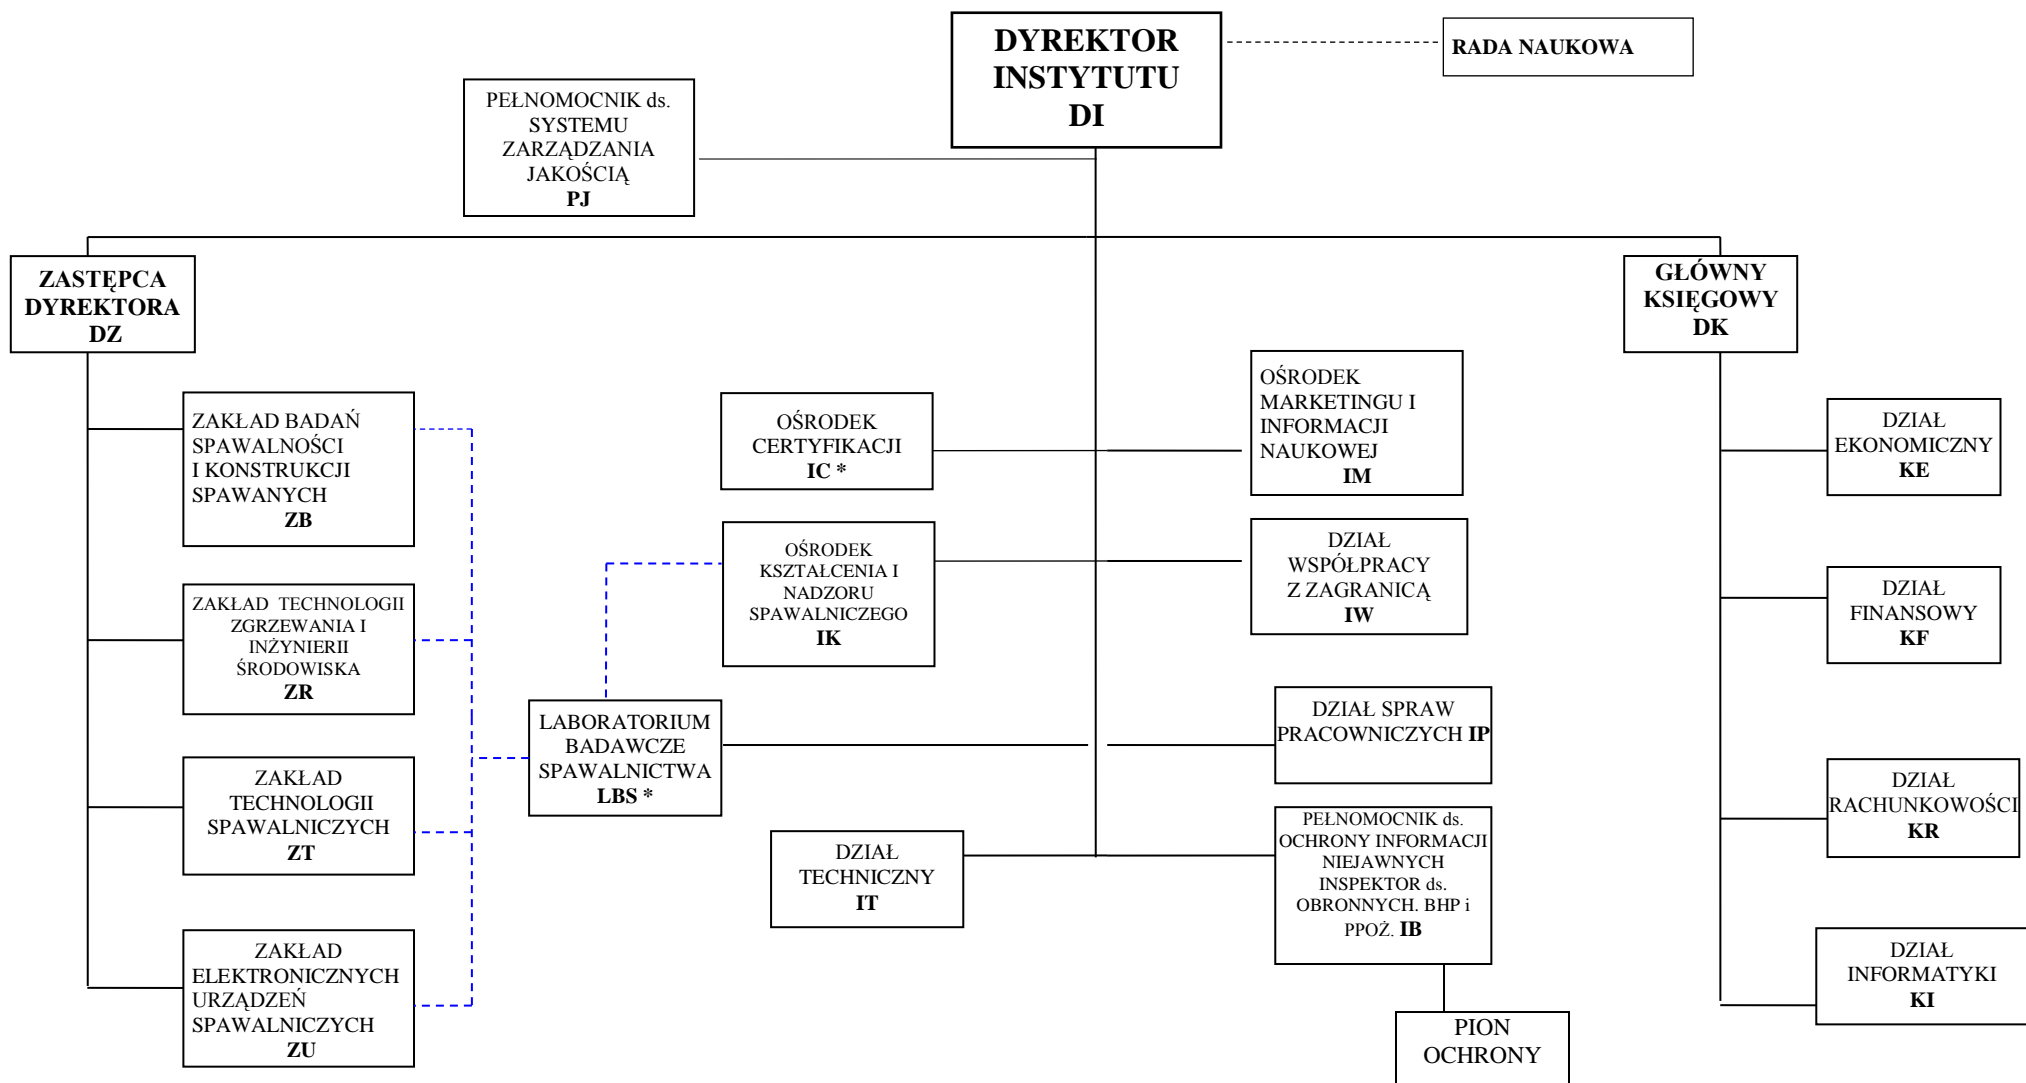 DYREKTOR
INSTYTUTU
DI
RADA NAUKOWA
PEŁNOMOCNIK ds.
SYSTEMU
ZARZĄDZANIA
JAKOŚCIĄ
PJ
ZASTĘPCA
DYREKTORA
DZ
GŁÓWNY
KSIĘGOWY
DK
ZAKŁAD BADAŃ
SPAWALNOŚCI
I KONSTRUKCJI
SPAWANYCH
ZB
ZAKŁAD TECHNOLOGII
ZGRZEWANIA I
INŻYNIERII
ŚRODOWISKA
ZR
ZAKŁAD
TECHNOLOGII
SPAWALNICZYCH
ZT
ZAKŁAD
ELEKTRONICZNYCH
URZĄDZEŃ
SPAWALNICZYCH
ZU
LABORATORIUM
BADAWCZE
SPAWALNICTWA
LBS *
OŚRODEK
CERTYFIKACJI
IC *
OŚRODEK
KSZTAŁCENIA I
NADZORU
SPAWALNICZEGO
IK
DZIAŁ
TECHNICZNY
IT
OŚRODEK
MARKETINGU I
INFORMACJI
NAUKOWEJ
IM
DZIAŁ
WSPÓŁPRACY
Z ZAGRANICĄ
IW
DZIAŁ SPRAW
PRACOWNICZYCH IP
PEŁNOMOCNIK ds.
OCHRONY INFORMACJI
NIEJAWNYCH
INSPEKTOR ds.
OBRONNYCH. BHP i
PPOŻ. IB
PION
OCHRONY
DZIAŁ
EKONOMICZNY
KE
DZIAŁ
FINANSOWY
KF
DZIAŁ
RACHUNKOWOŚCI
KR
DZIAŁ
INFORMATYKI
KI